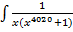 ∫ 1/(x(x^4020+1))